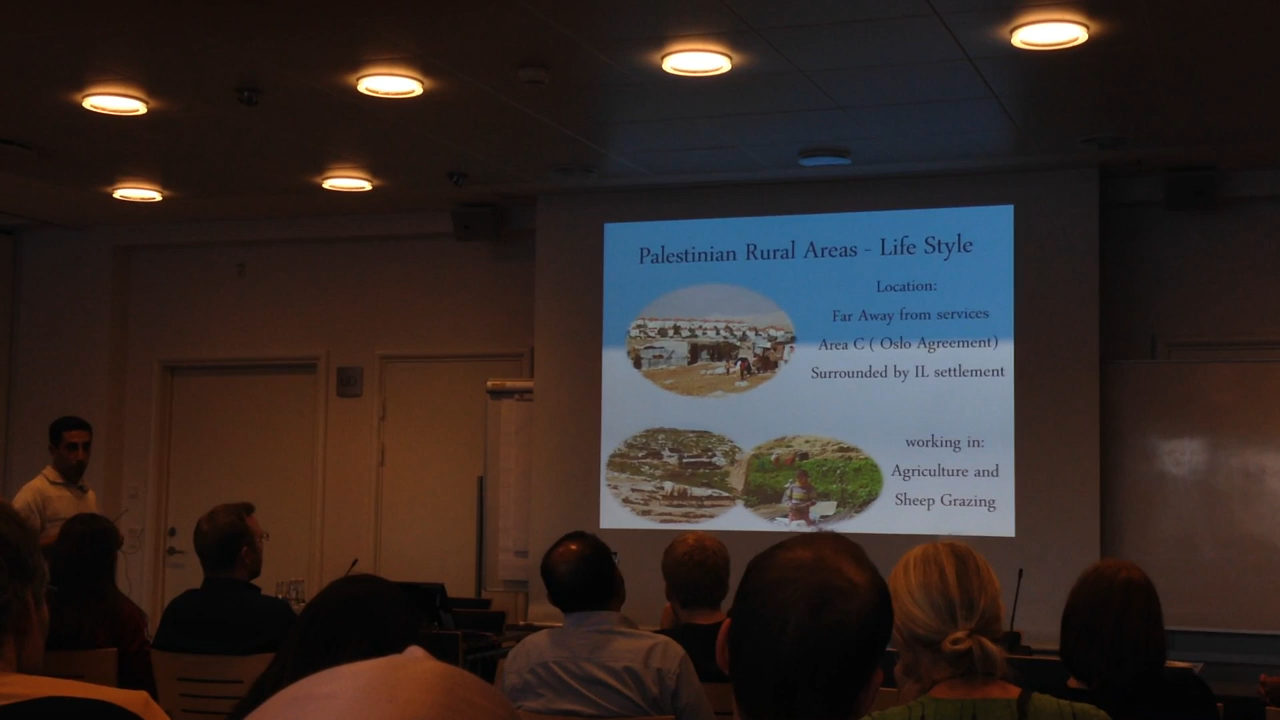 Palestinian Rural Areas - Life Style
Location:
Far Away from services
Area C ( Oslo Agreement)
Surrounded by IL settlement
working in:
Agriculture and
Sheep Grazing